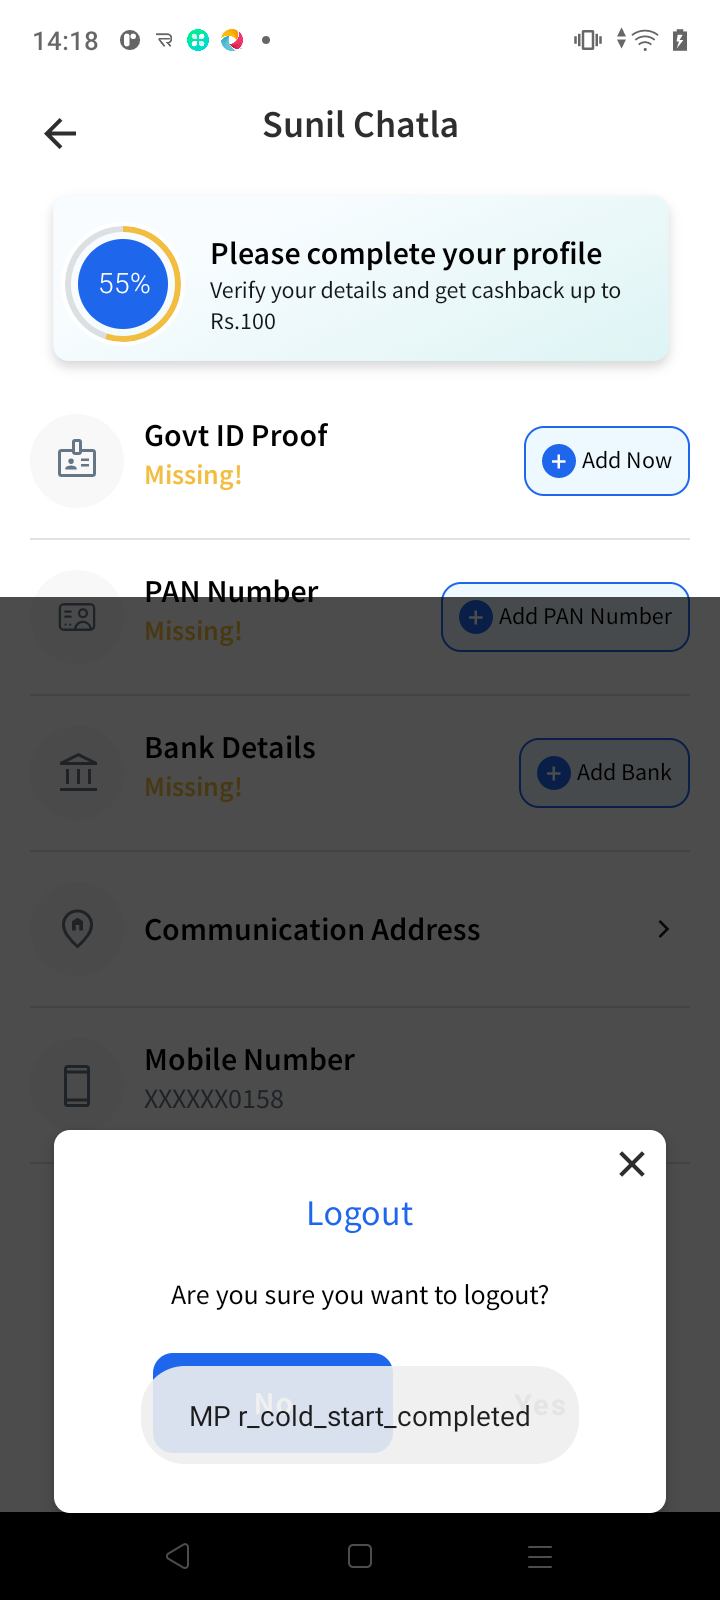 14:18
Sunil Chatla
55%
Please complete your profile
Verify your details and get cashback up to
Rs.100
Govt ID Proof
Missing!
Add Now
PAN Number
Missing!
Add PAN Number
Bank Details
Missing!
Add Bank
Communication Address
Mobile Number
XXXXXX0158
Logout
Are you sure you want to logout?
No
Yes
MP r_cold_start_completed